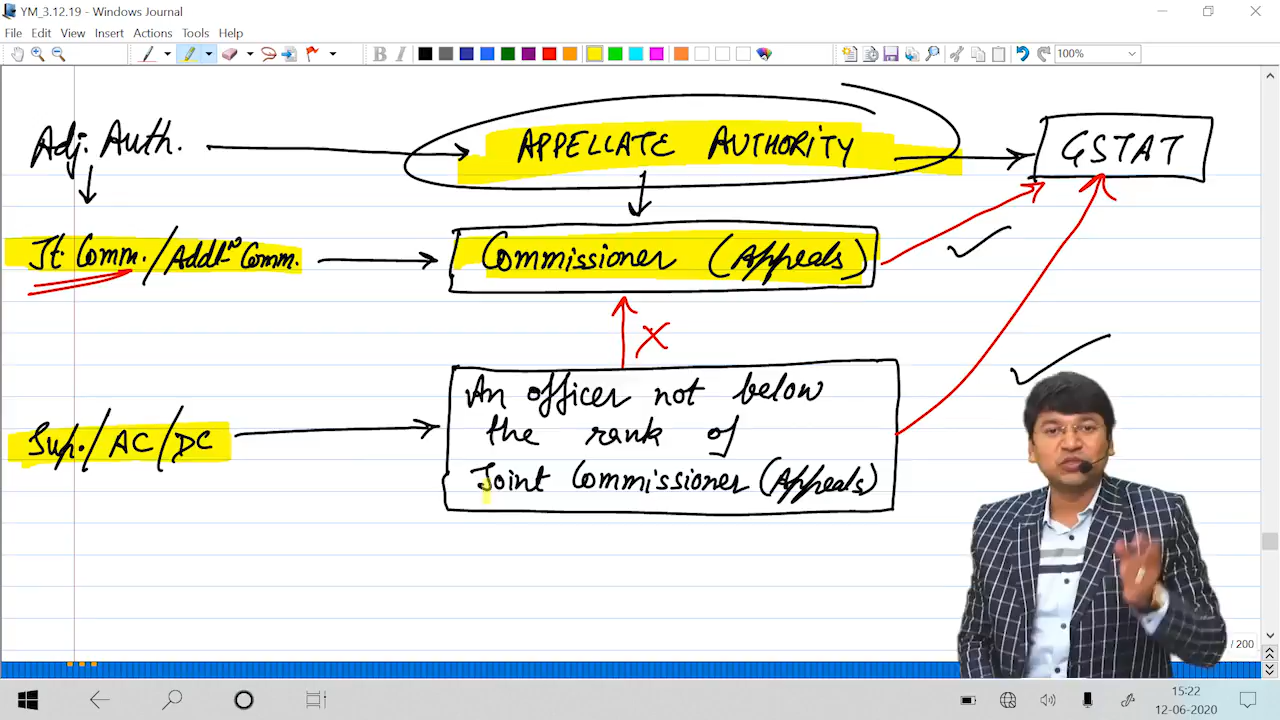 YM_3.12.19 - Windows Journal
File Edit View Insert Actions Tools Help
B I 100%
Adj. Auth. APPELLATE AUTHORITY GSTAT
Jt. Comm./Addl-n Comm. Commissioner (Appeals)
X
An officer not below
the rank of
Sup./AC/DC
Joint Commissioner (Appeals)
/ 200
15:22
12-06-2020